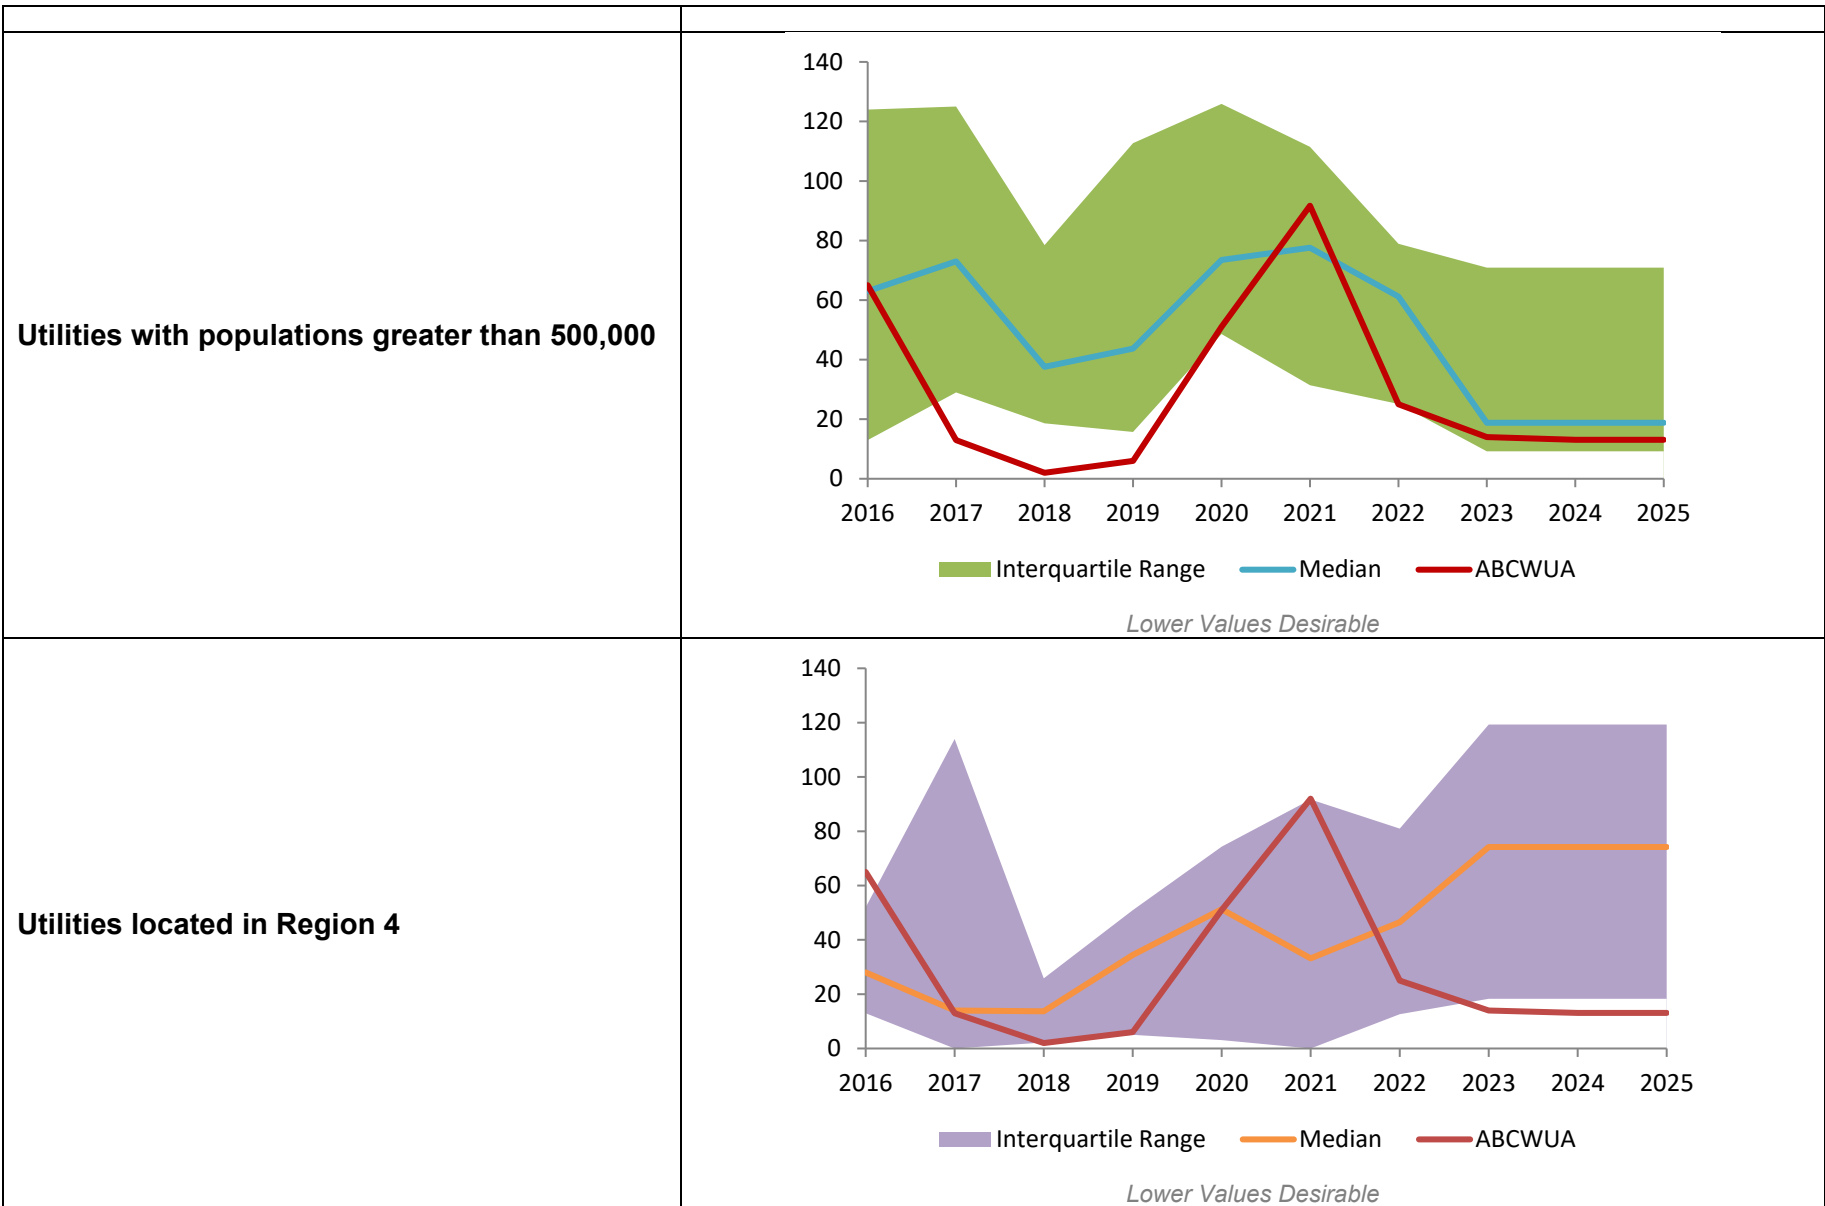 Utilities with populations greater than 500,000
140
120
100
80
60
40
20
0
2016 2017 2018 2019 2020 2021 2022 2023 2024 2025
Interquartile Range Median ABCWUA
Lower Values Desirable
Utilities located in Region 4
140
120
100
80
60
40
20
0
2016 2017 2018 2019 2020 2021 2022 2023 2024 2025
Interquartile Range Median ABCWUA
Lower Values Desirable